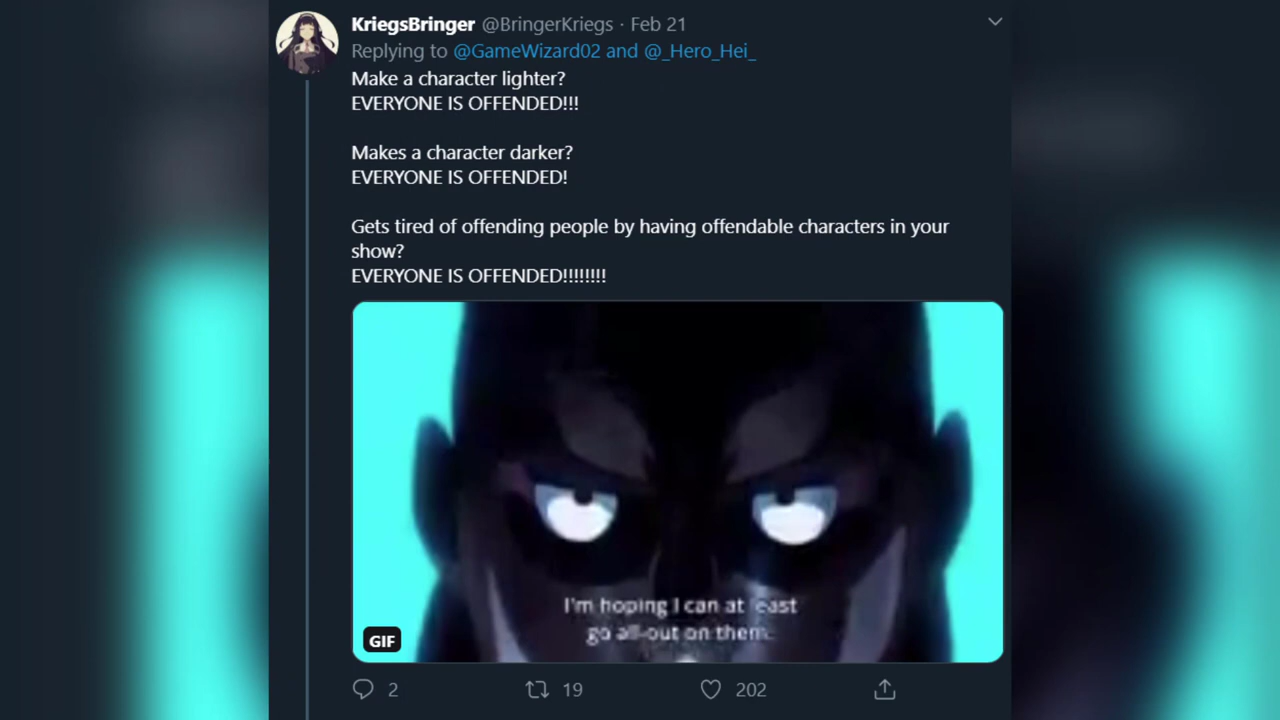 KriegsBringer @BringerKriegs · Feb 21
Replying to @GameWizard02 and @_Hero_Hei_
Make a character lighter?
EVERYONE IS OFFENDED!!!
Makes a character darker?
EVERYONE IS OFFENDED!
Gets tired of offending people by having offendable characters in your
show?
EVERYONE IS OFFENDED!!!!!!!!
I'm hoping I can at least
go all-out on them.
GIF
2 19 202